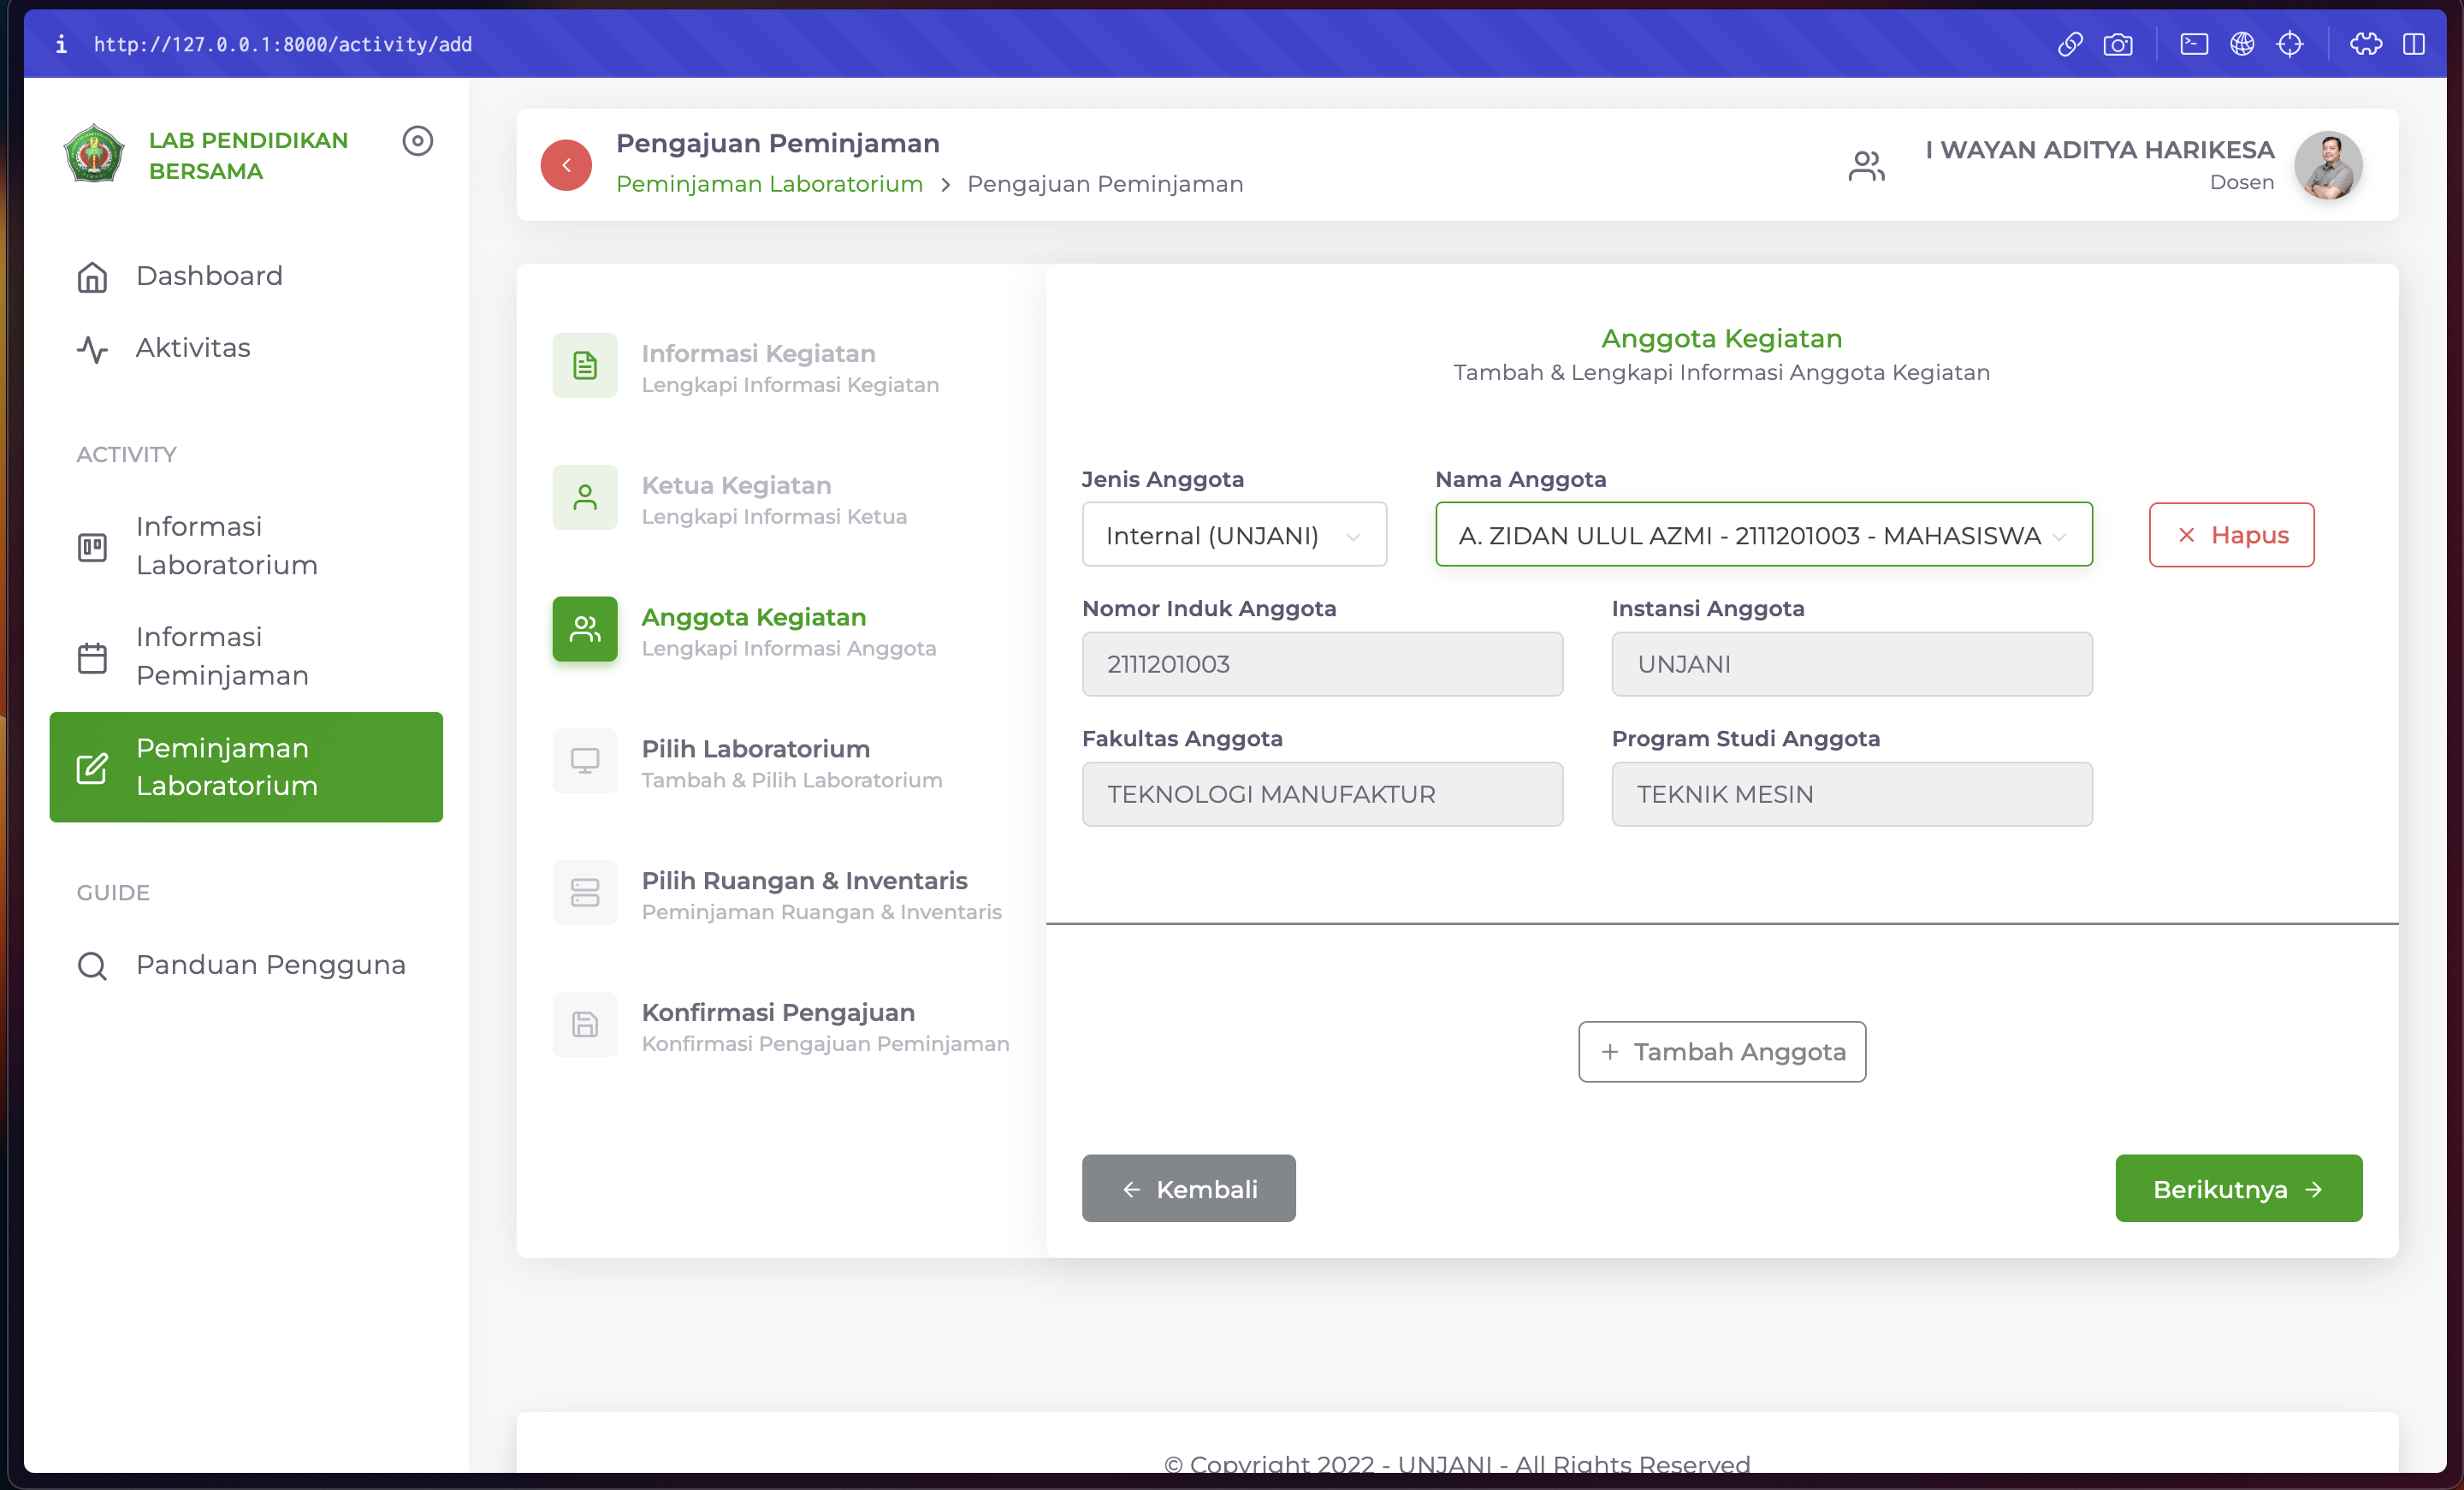 i http://127.0.0.1:8000/activity/add
LAB PENDIDIKAN
BERSAMA
Dashboard
Aktivitas
ACTIVITY
Informasi
Laboratorium
Informasi
Peminjaman
Peminjaman
Laboratorium
GUIDE
Panduan Pengguna
Pengajuan Peminjaman
Peminjaman Laboratorium > Pengajuan Peminjaman
I WAYAN ADITYA HARIKESA
Dosen
Informasi Kegiatan
Lengkapi Informasi Kegiatan
Ketua Kegiatan
Lengkapi Informasi Ketua
Anggota Kegiatan
Lengkapi Informasi Anggota
Pilih Laboratorium
Tambah & Pilih Laboratorium
Pilih Ruangan & Inventaris
Peminjaman Ruangan & Inventaris
Konfirmasi Pengajuan
Konfirmasi Pengajuan Peminjaman
Anggota Kegiatan
Tambah & Lengkapi Informasi Anggota Kegiatan
Jenis Anggota
Internal (UNJANI)
Nama Anggota
A. ZIDAN ULUL AZMI - 2111201003 - MAHASISWA
× Hapus
Nomor Induk Anggota
2111201003
Instansi Anggota
UNJANI
Fakultas Anggota
TEKNOLOGI MANUFAKTUR
Program Studi Anggota
TEKNIK MESIN
+ Tambah Anggota
← Kembali
Berikutnya →
© Copyright 2022 - UNJANI - All Rights Reserved